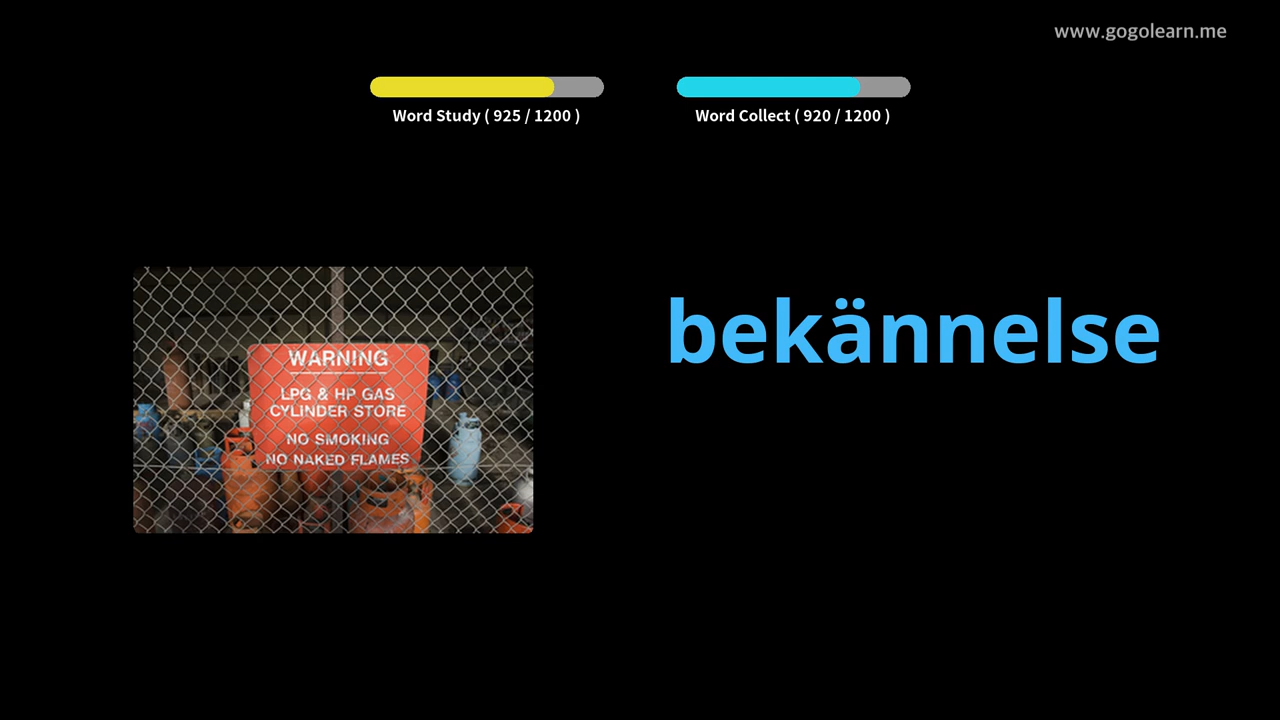 www.gogolearn.me
Word Study ( 925 / 1200 )
Word Collect ( 920 / 1200 )
bekännelse
WARNING
LPG & HP GAS
CYLINDER STORE
NO SMOKING
NO NAKED FLAMES